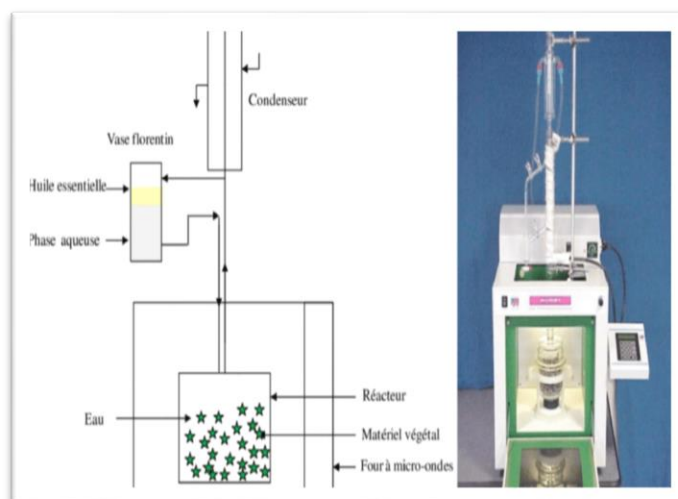 Condenseur
Vase florentin
Huile essentielle
Phase aqueuse
Réacteur
Eau
Matériel végétal
Four à micro-ondes